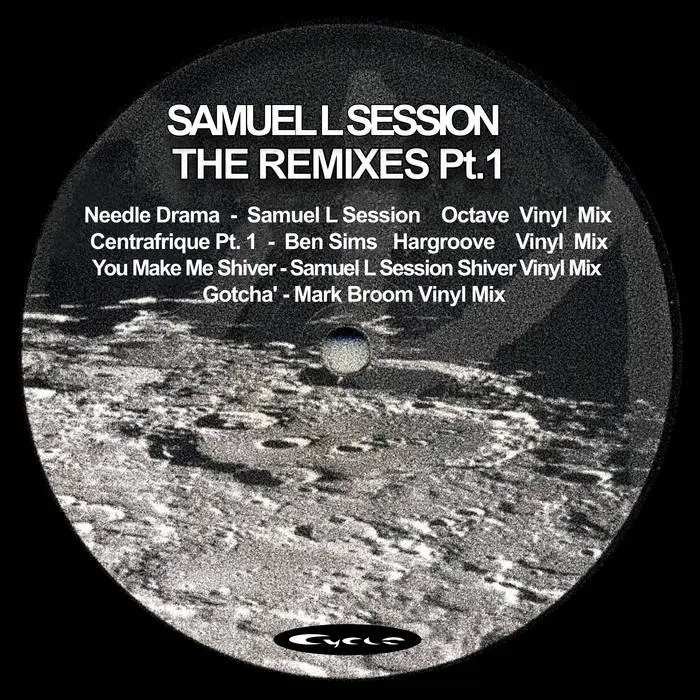 SAMUEL L SESSION
THE REMIXES Pt.1
Needle Drama - Samuel L Session Octave Vinyl Mix
Centrafrique Pt. 1 - Ben Sims Hargroove Vinyl Mix
You Make Me Shiver - Samuel L Session Shiver Vinyl Mix
Gotcha' - Mark Broom Vinyl Mix
Cycle